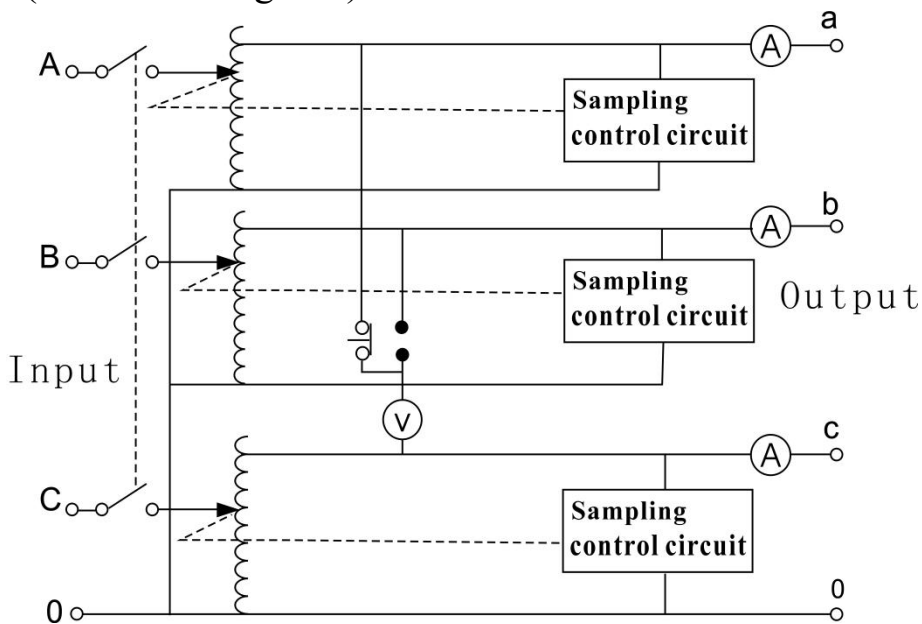 A
A
a
Sampling
control circuit
B
A
b
Sampling
control circuit
Output
Input
V
C
A
c
Sampling
control circuit
0
0